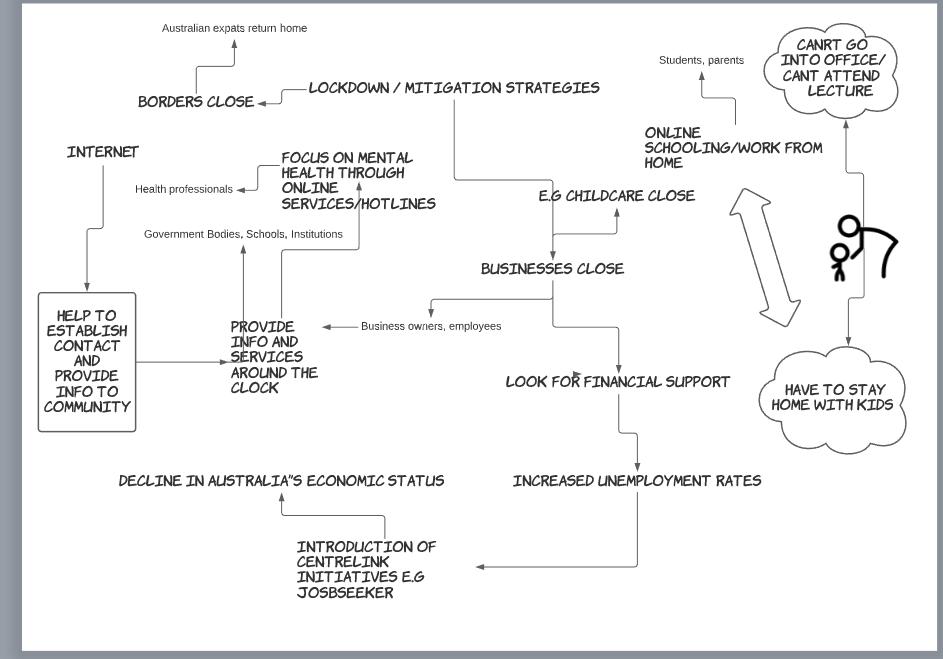 Australian expats return home
CANRT GO
INTO OFFICE/
CANT ATTEND
LECTURE
Students, parents
LOCKDOWN / MITIGATION STRATEGIES
BORDERS CLOSE
ONLINE
SCHOOLING/WORK FROM
HOME
INTERNET
FOCUS ON MENTAL
HEALTH THROUGH
ONLINE
SERVICES/HOTLINES
Health professionals
E.G CHILDCARE CLOSE
Government Bodies, Schools, Institutions
BUSINESSES CLOSE
HELP TO
ESTABLISH
CONTACT
AND
PROVIDE
INFO TO
COMMUNITY
PROVIDE
INFO AND
SERVICES
AROUND THE
CLOCK
Business owners, employees
LOOK FOR FINANCIAL SUPPORT
HAVE TO STAY
HOME WITH KIDS
DECLINE IN AUSTRALIA"S ECONOMIC STATUS
INCREASED UNEMPLOYMENT RATES
INTRODUCTION OF
CENTRELINK
INITIATIVES E.G
JOSBSEEKER